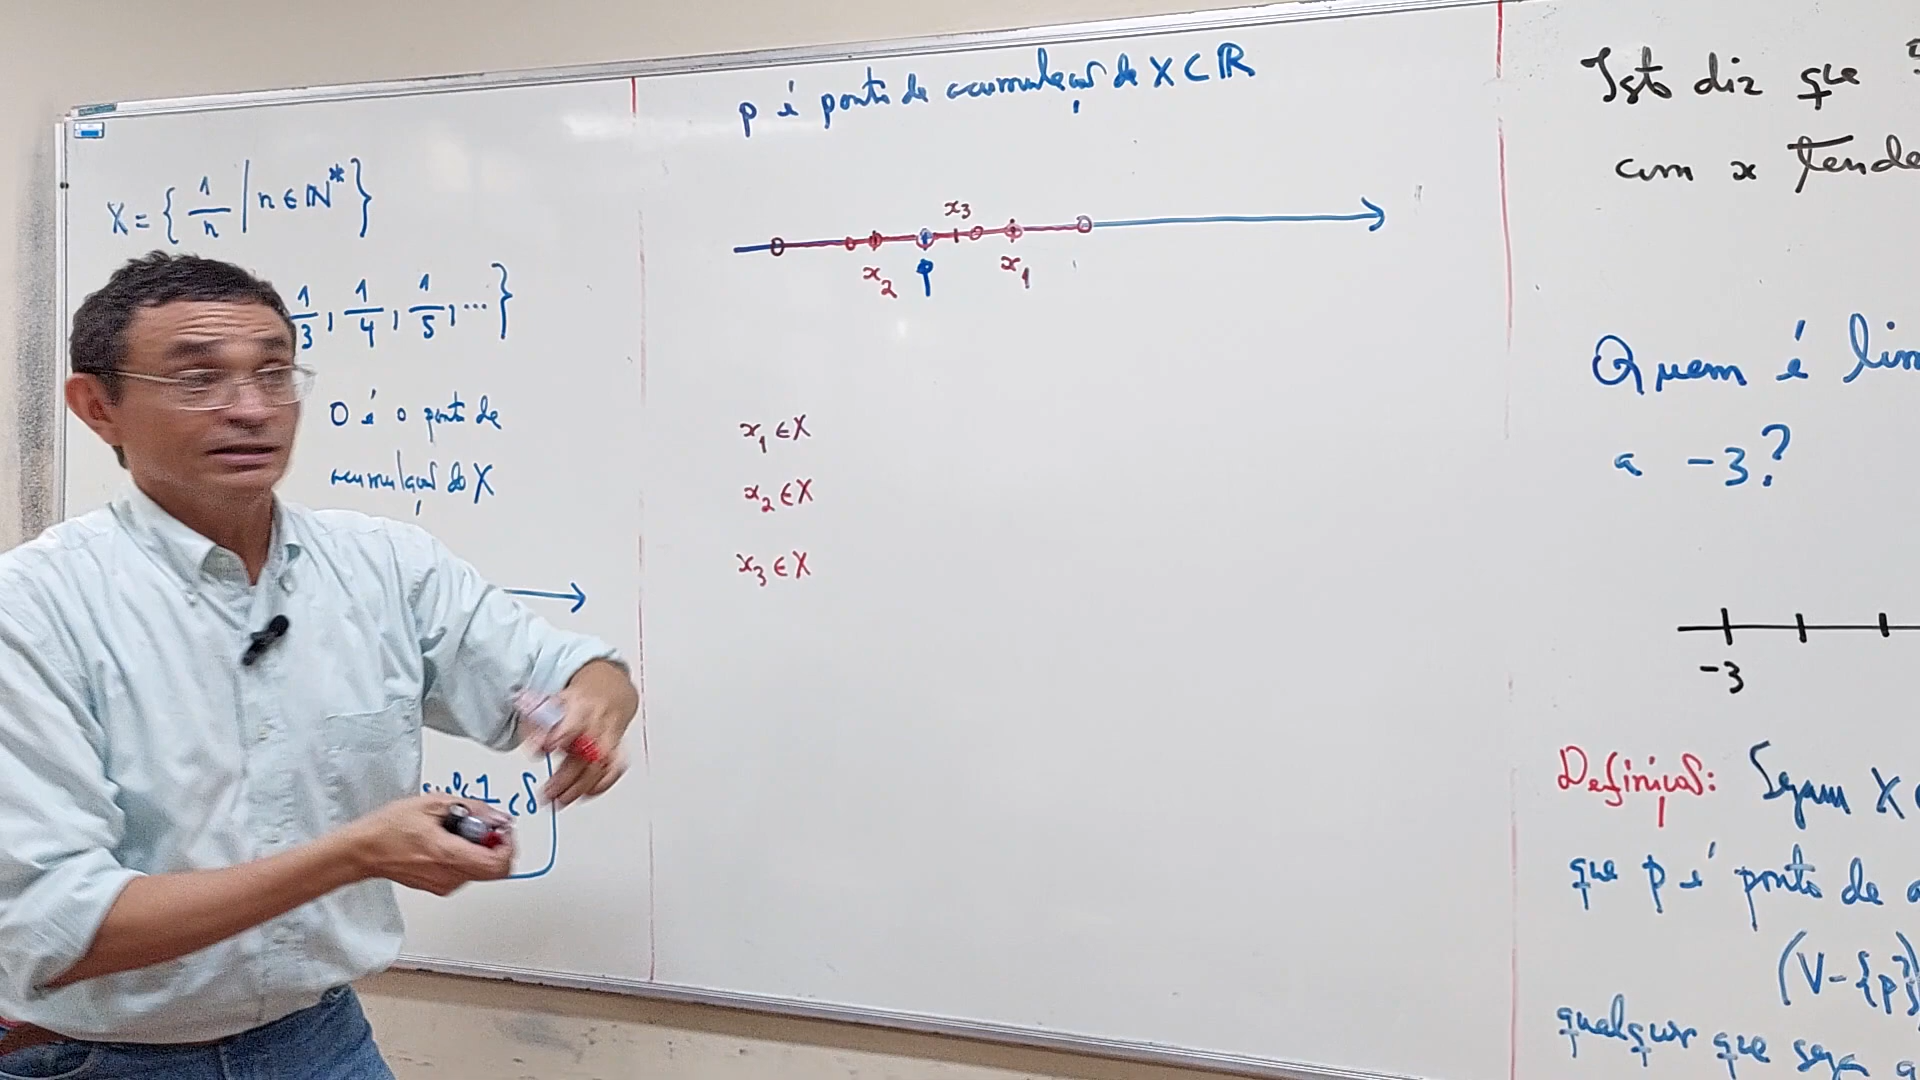 X = { 1/n | n ∈ ℕ* }
1/3, 1/4, 1/5, ... }
0 é o ponto de
acumulação de X
1/ < δ
p é ponto de acumulação de X ⊂ ℝ
x₃
x₂ p x₁
x₁ ∈ X
x₂ ∈ X
x₃ ∈ X
Isto diz que
com x tende
Quem é lim
a -3?
-3
Definição: Sejam X
que p é ponto de a
(V-{p})
qualquer que seja a